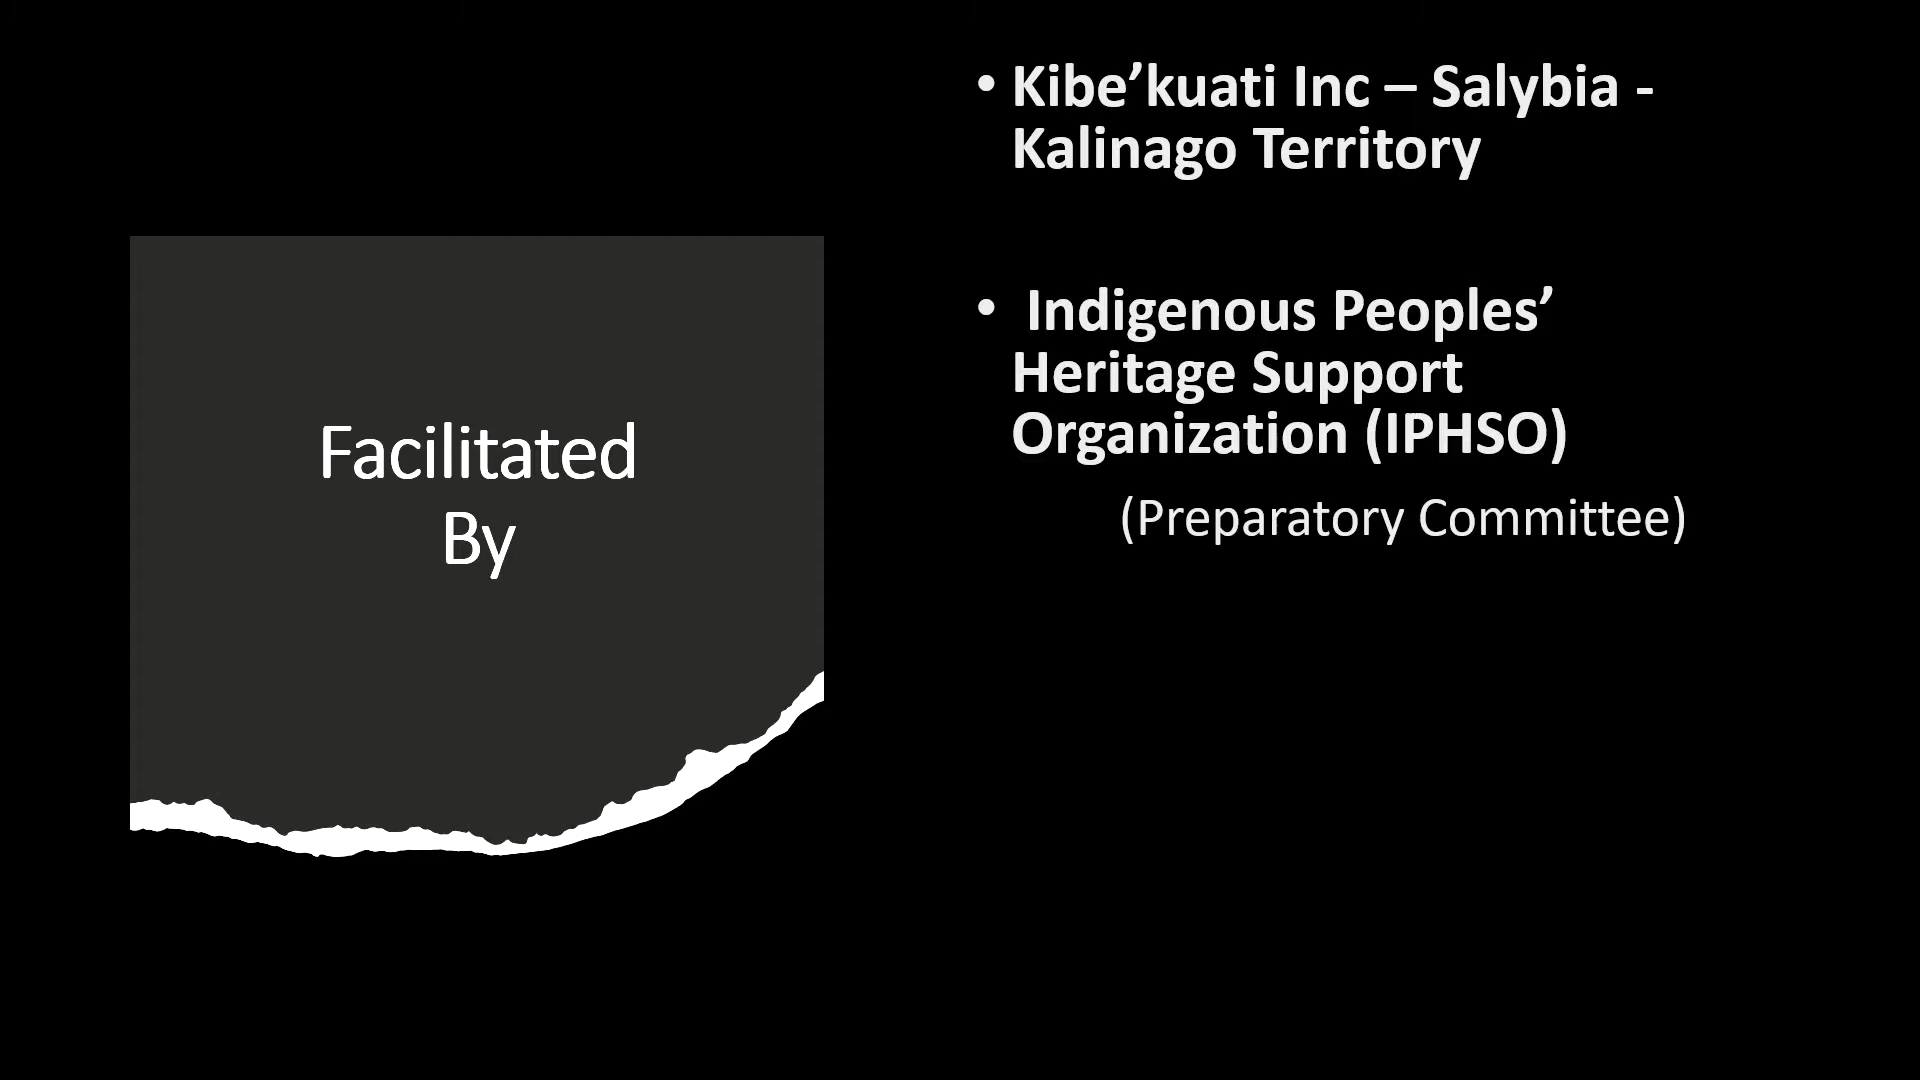 Facilitated
By
• Kibe’kuati Inc – Salybia -
Kalinago Territory
• Indigenous Peoples’
Heritage Support
Organization (IPHSO)
(Preparatory Committee)